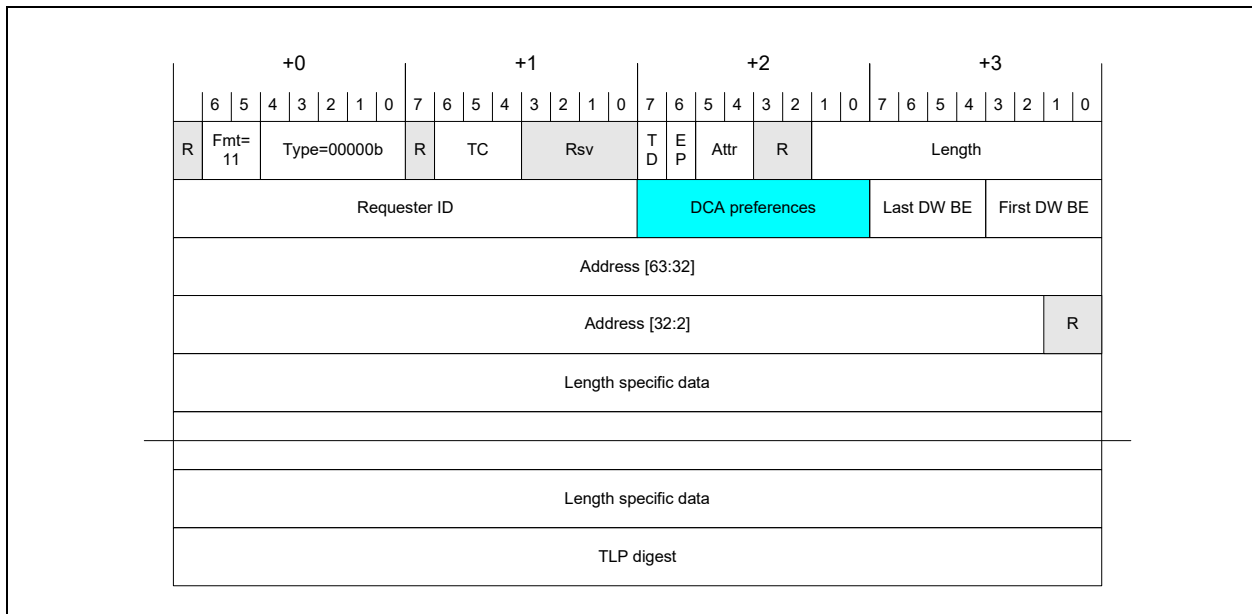 +0 +1 +2 +3
6 5 4 3 2 1 0 7 6 5 4 3 2 1 0 7 6 5 4 3 2 1 0 7 6 5 4 3 2 1 0
R Fmt= 11 Type=00000b R TC Rsv T D E P Attr R Length
Requester ID DCA preferences Last DW BE First DW BE
Address [63:32]
Address [32:2] R
Length specific data
Length specific data
TLP digest